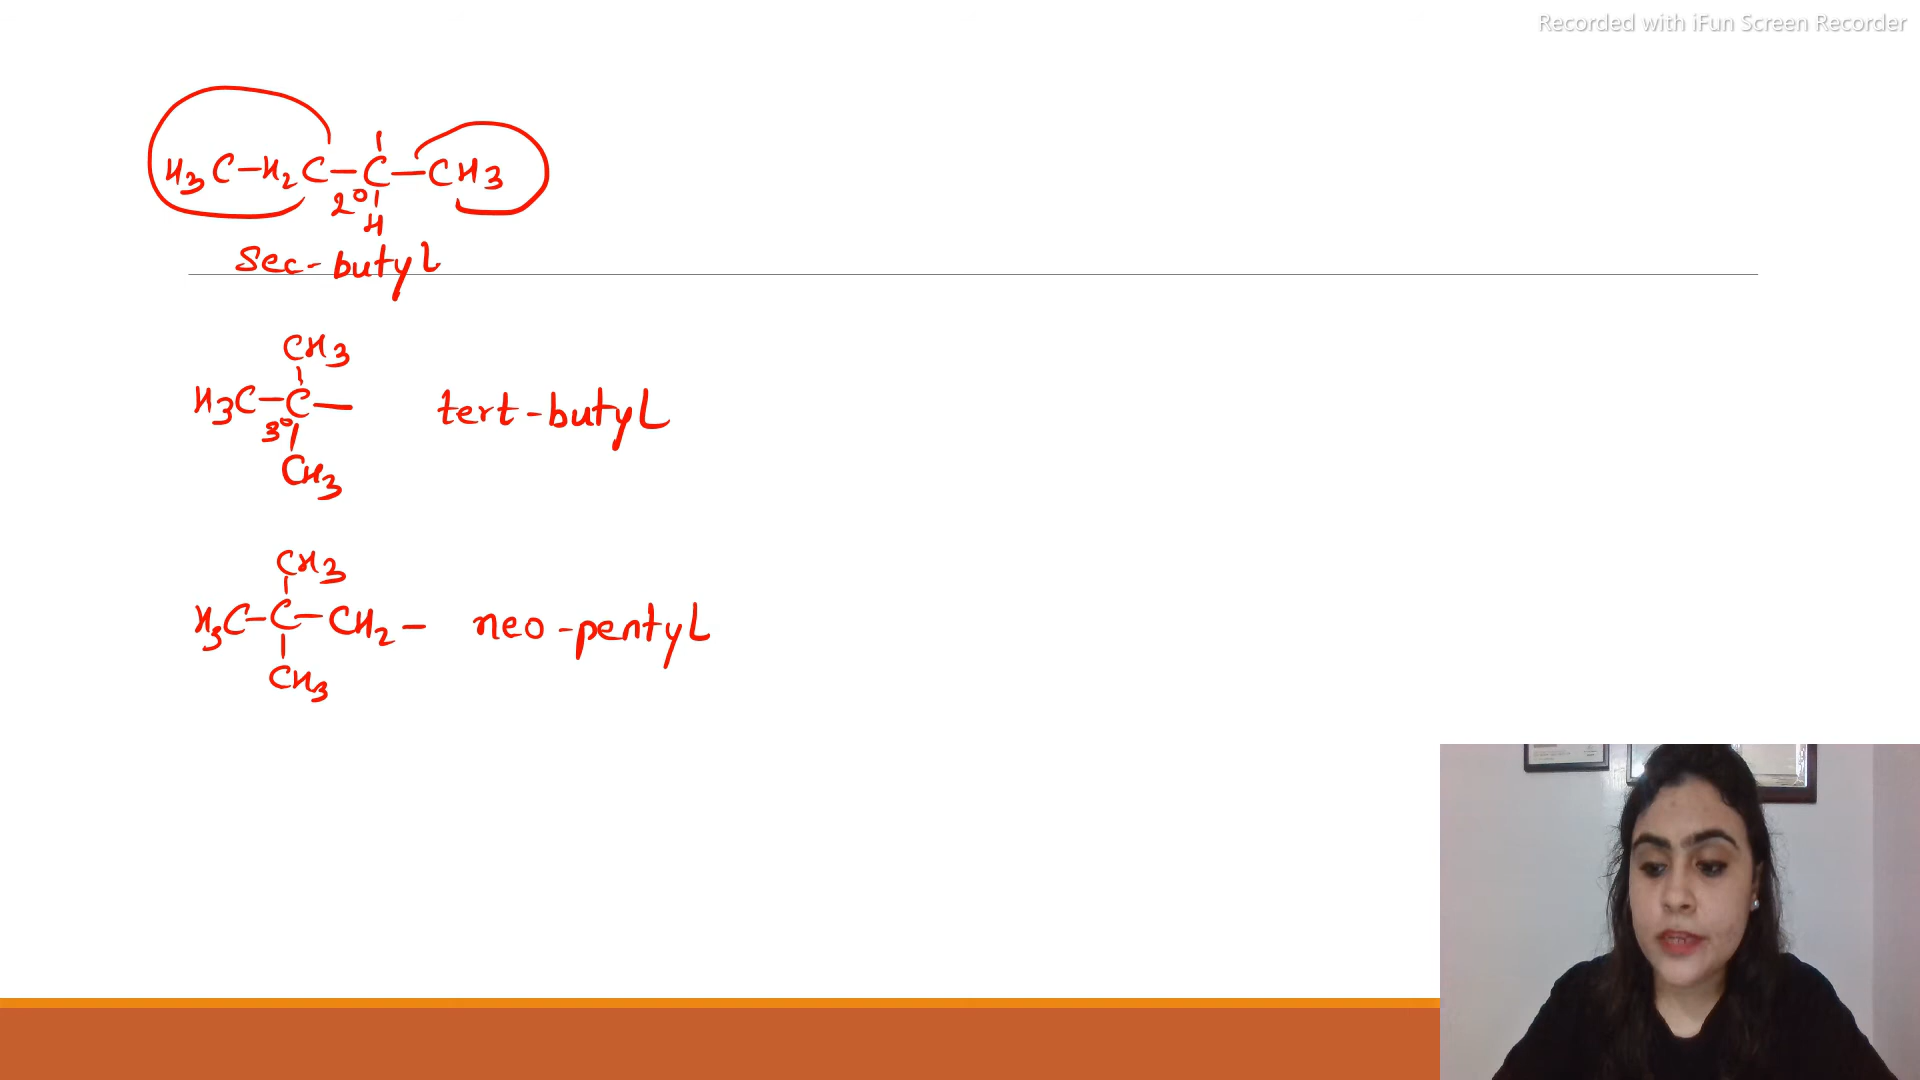 Recorded with iFun Screen Recorder
H3C-H2C-C-CH3
2°
H
Sec-butyl
CH3
H3C-C-
tert-butyl
3°
CH3
CH3
H3C-C-CH2-
neo-pentyl
CH3